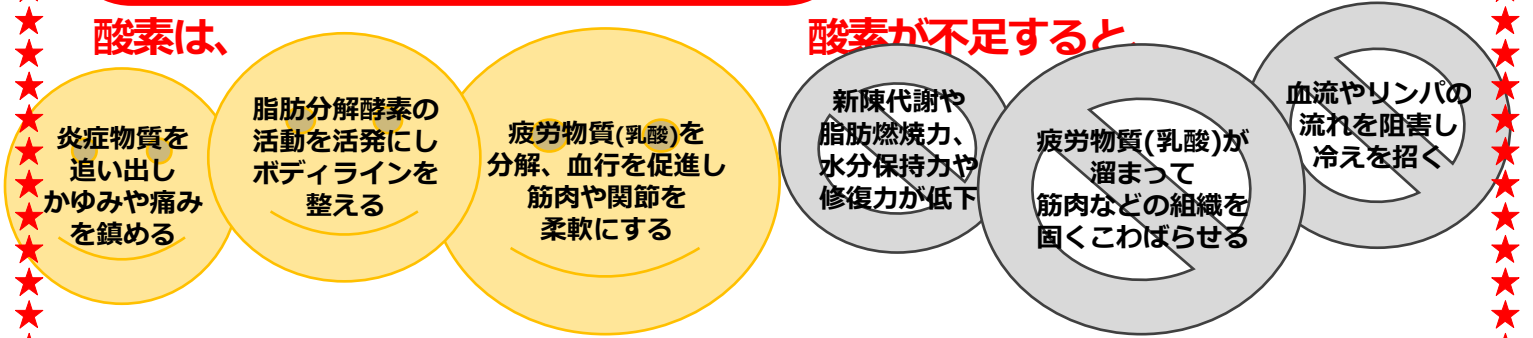 酸素は、
炎症物質を
追い出し
かゆみや痛み
を鎮める
脂肪分解酵素の
活動を活発にし
ボディラインを
整える
疲労物質(乳酸)を
分解、血行を促進し
筋肉や関節を
柔軟にする
酸素が不足すると、
新陳代謝や
脂肪燃焼力、
水分保持力や
修復力が低下
疲労物質(乳酸)が
溜まって
筋肉などの組織を
固くこわばらせる
血流やリンパの
流れを阻害し
冷えを招く